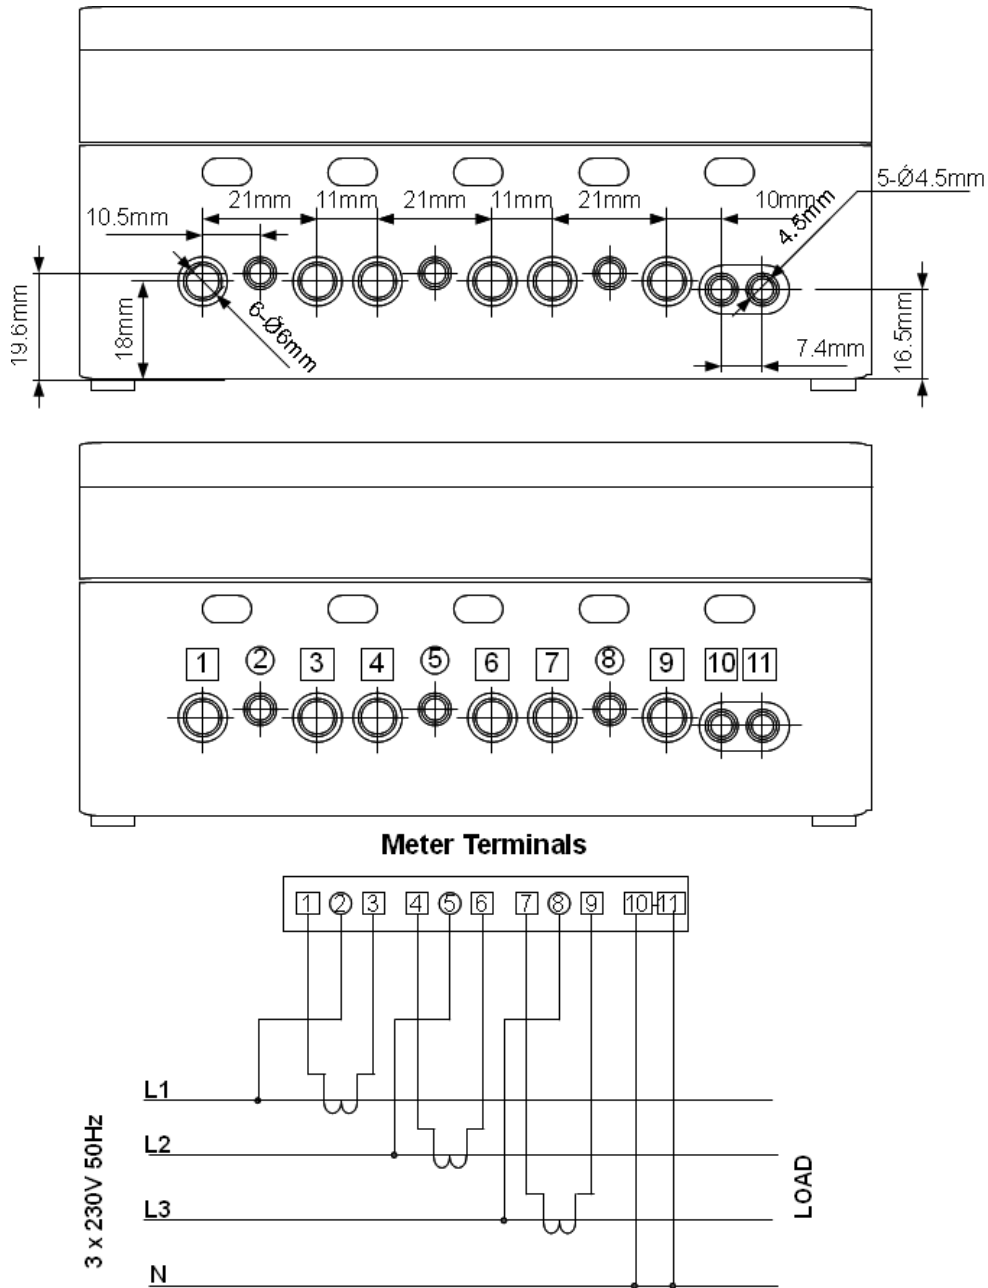 5-Ø4.5mm
21mm 11mm 21mm 11mm 21mm 10mm
10.5mm
4.5mm
19.6mm
18mm
6-Ø6mm
7.4mm
16.5mm
1 2 3 4 5 6 7 8 9 10 11
Meter Terminals
1 2 3 4 5 6 7 8 9 10 11
L1
L2
L3
N
3 x 230V 50Hz
LOAD